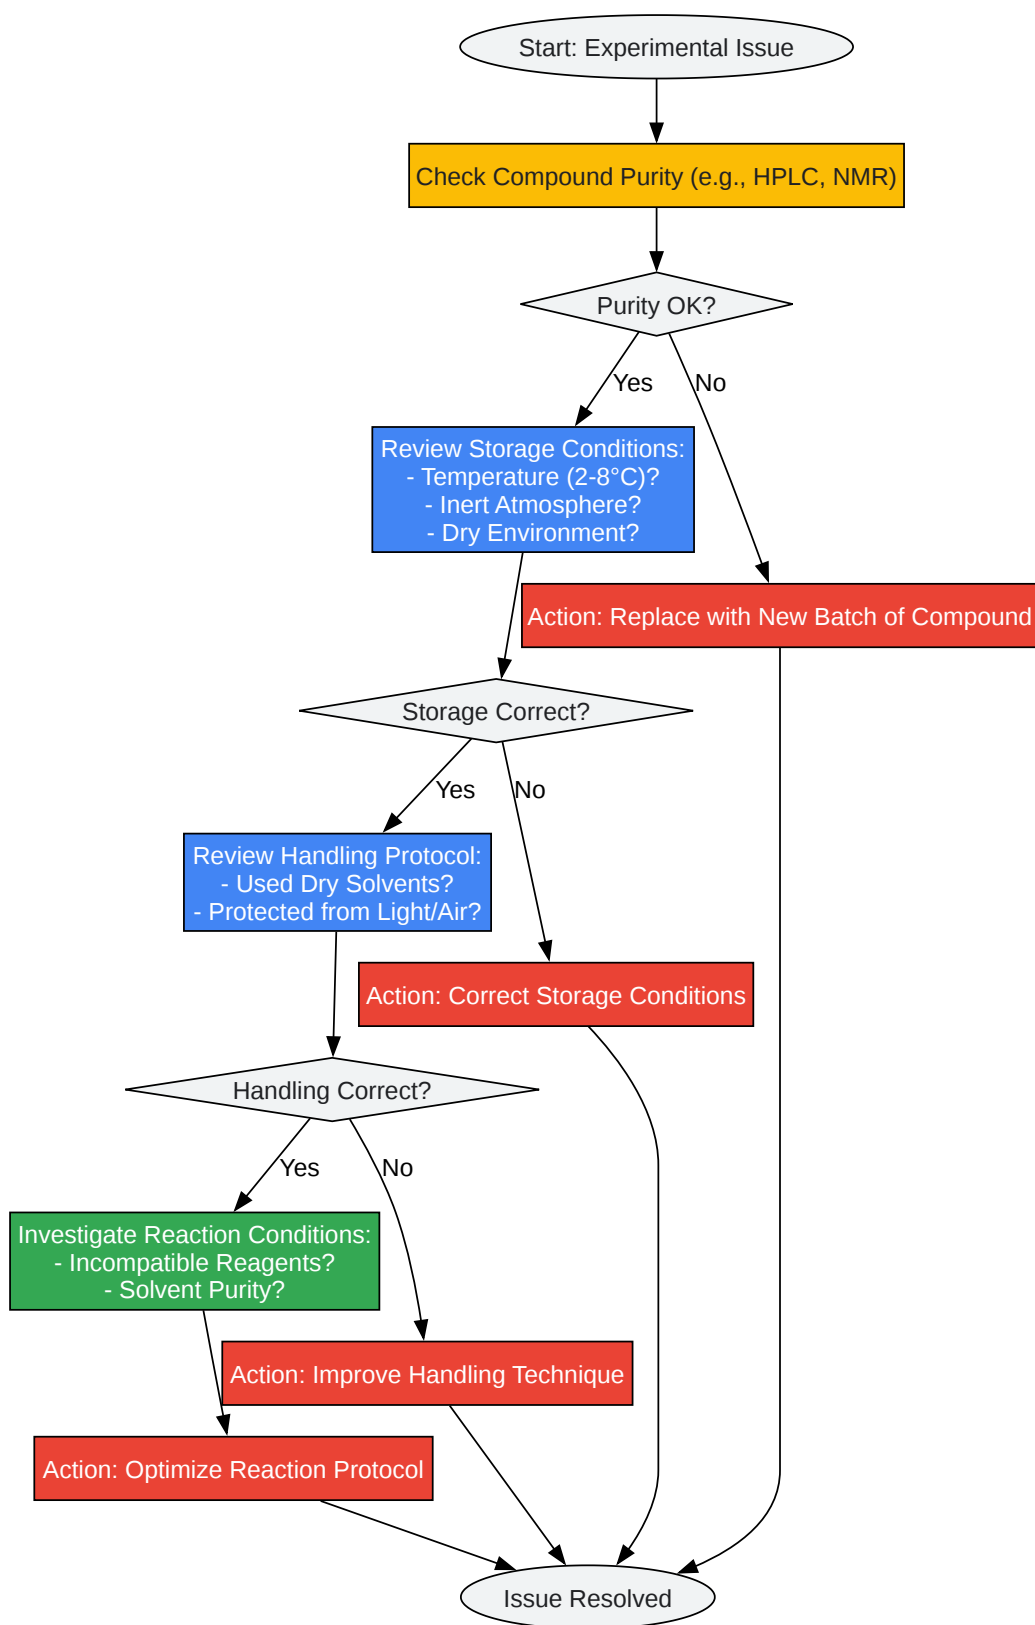 Start: Experimental Issue
Check Compound Purity (e.g., HPLC, NMR)
Purity OK?
Yes
No
Review Storage Conditions:
- Temperature (2-8°C)?
- Inert Atmosphere?
- Dry Environment?
Action: Replace with New Batch of Compound
Storage Correct?
Yes
No
Review Handling Protocol:
- Used Dry Solvents?
- Protected from Light/Air?
Action: Correct Storage Conditions
Handling Correct?
Yes
No
Investigate Reaction Conditions:
- Incompatible Reagents?
- Solvent Purity?
Action: Improve Handling Technique
Action: Optimize Reaction Protocol
Issue Resolved